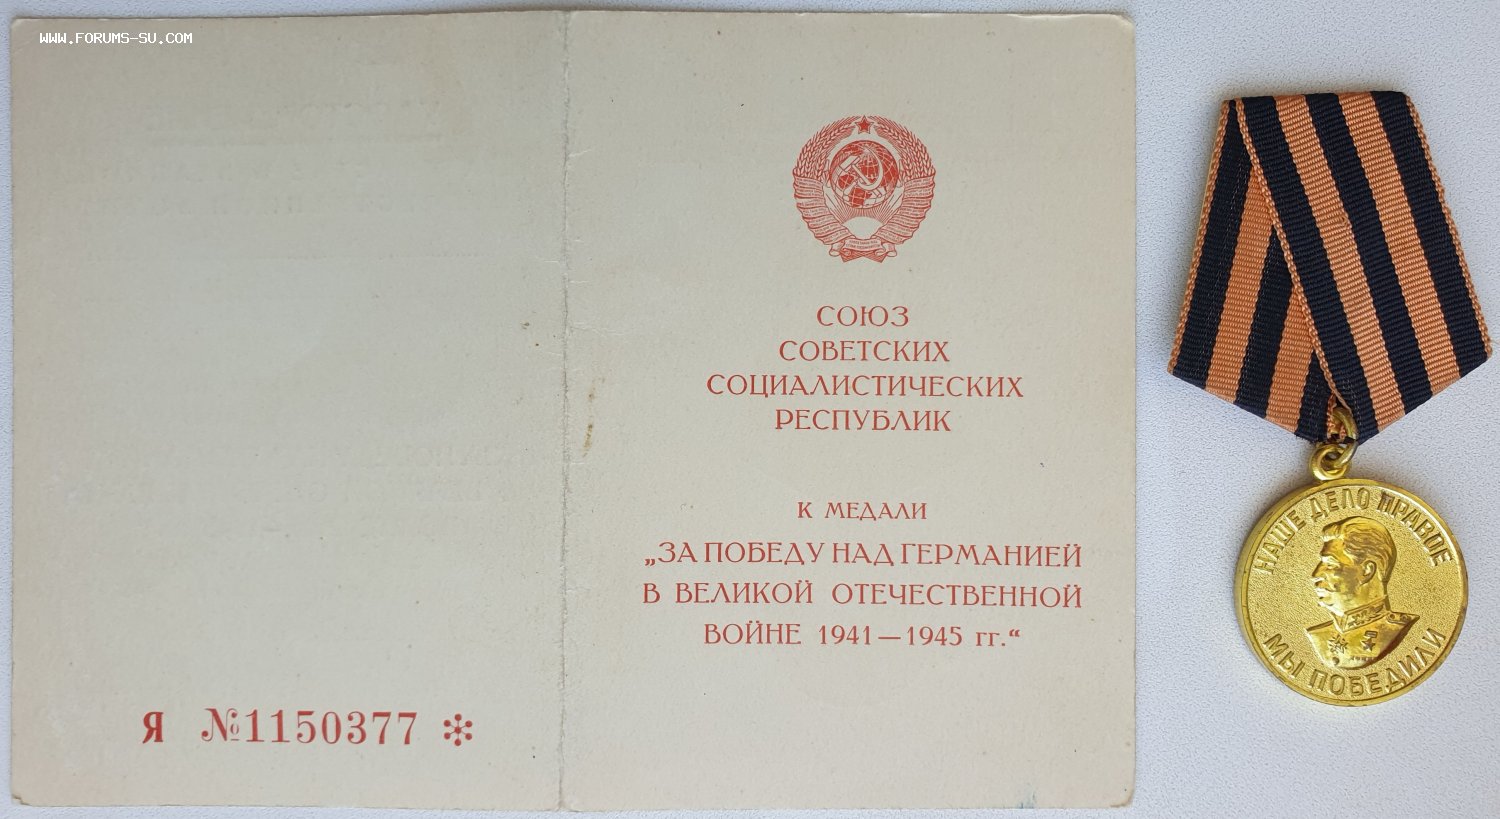 WWW.FORUMS-SU.COM
СОЮЗ
СОВЕТСКИХ
СОЦИАЛИСТИЧЕСКИХ
РЕСПУБЛИК
К МЕДАЛИ
„ЗА ПОБЕДУ НАД ГЕРМАНИЕЙ
В ВЕЛИКОЙ ОТЕЧЕСТВЕННОЙ
ВОЙНЕ 1941—1945 гг.“
Я №1150377 *
НАШЕ ДЕЛО ПРАВОЕ
МЫ ПОБЕДИЛИ